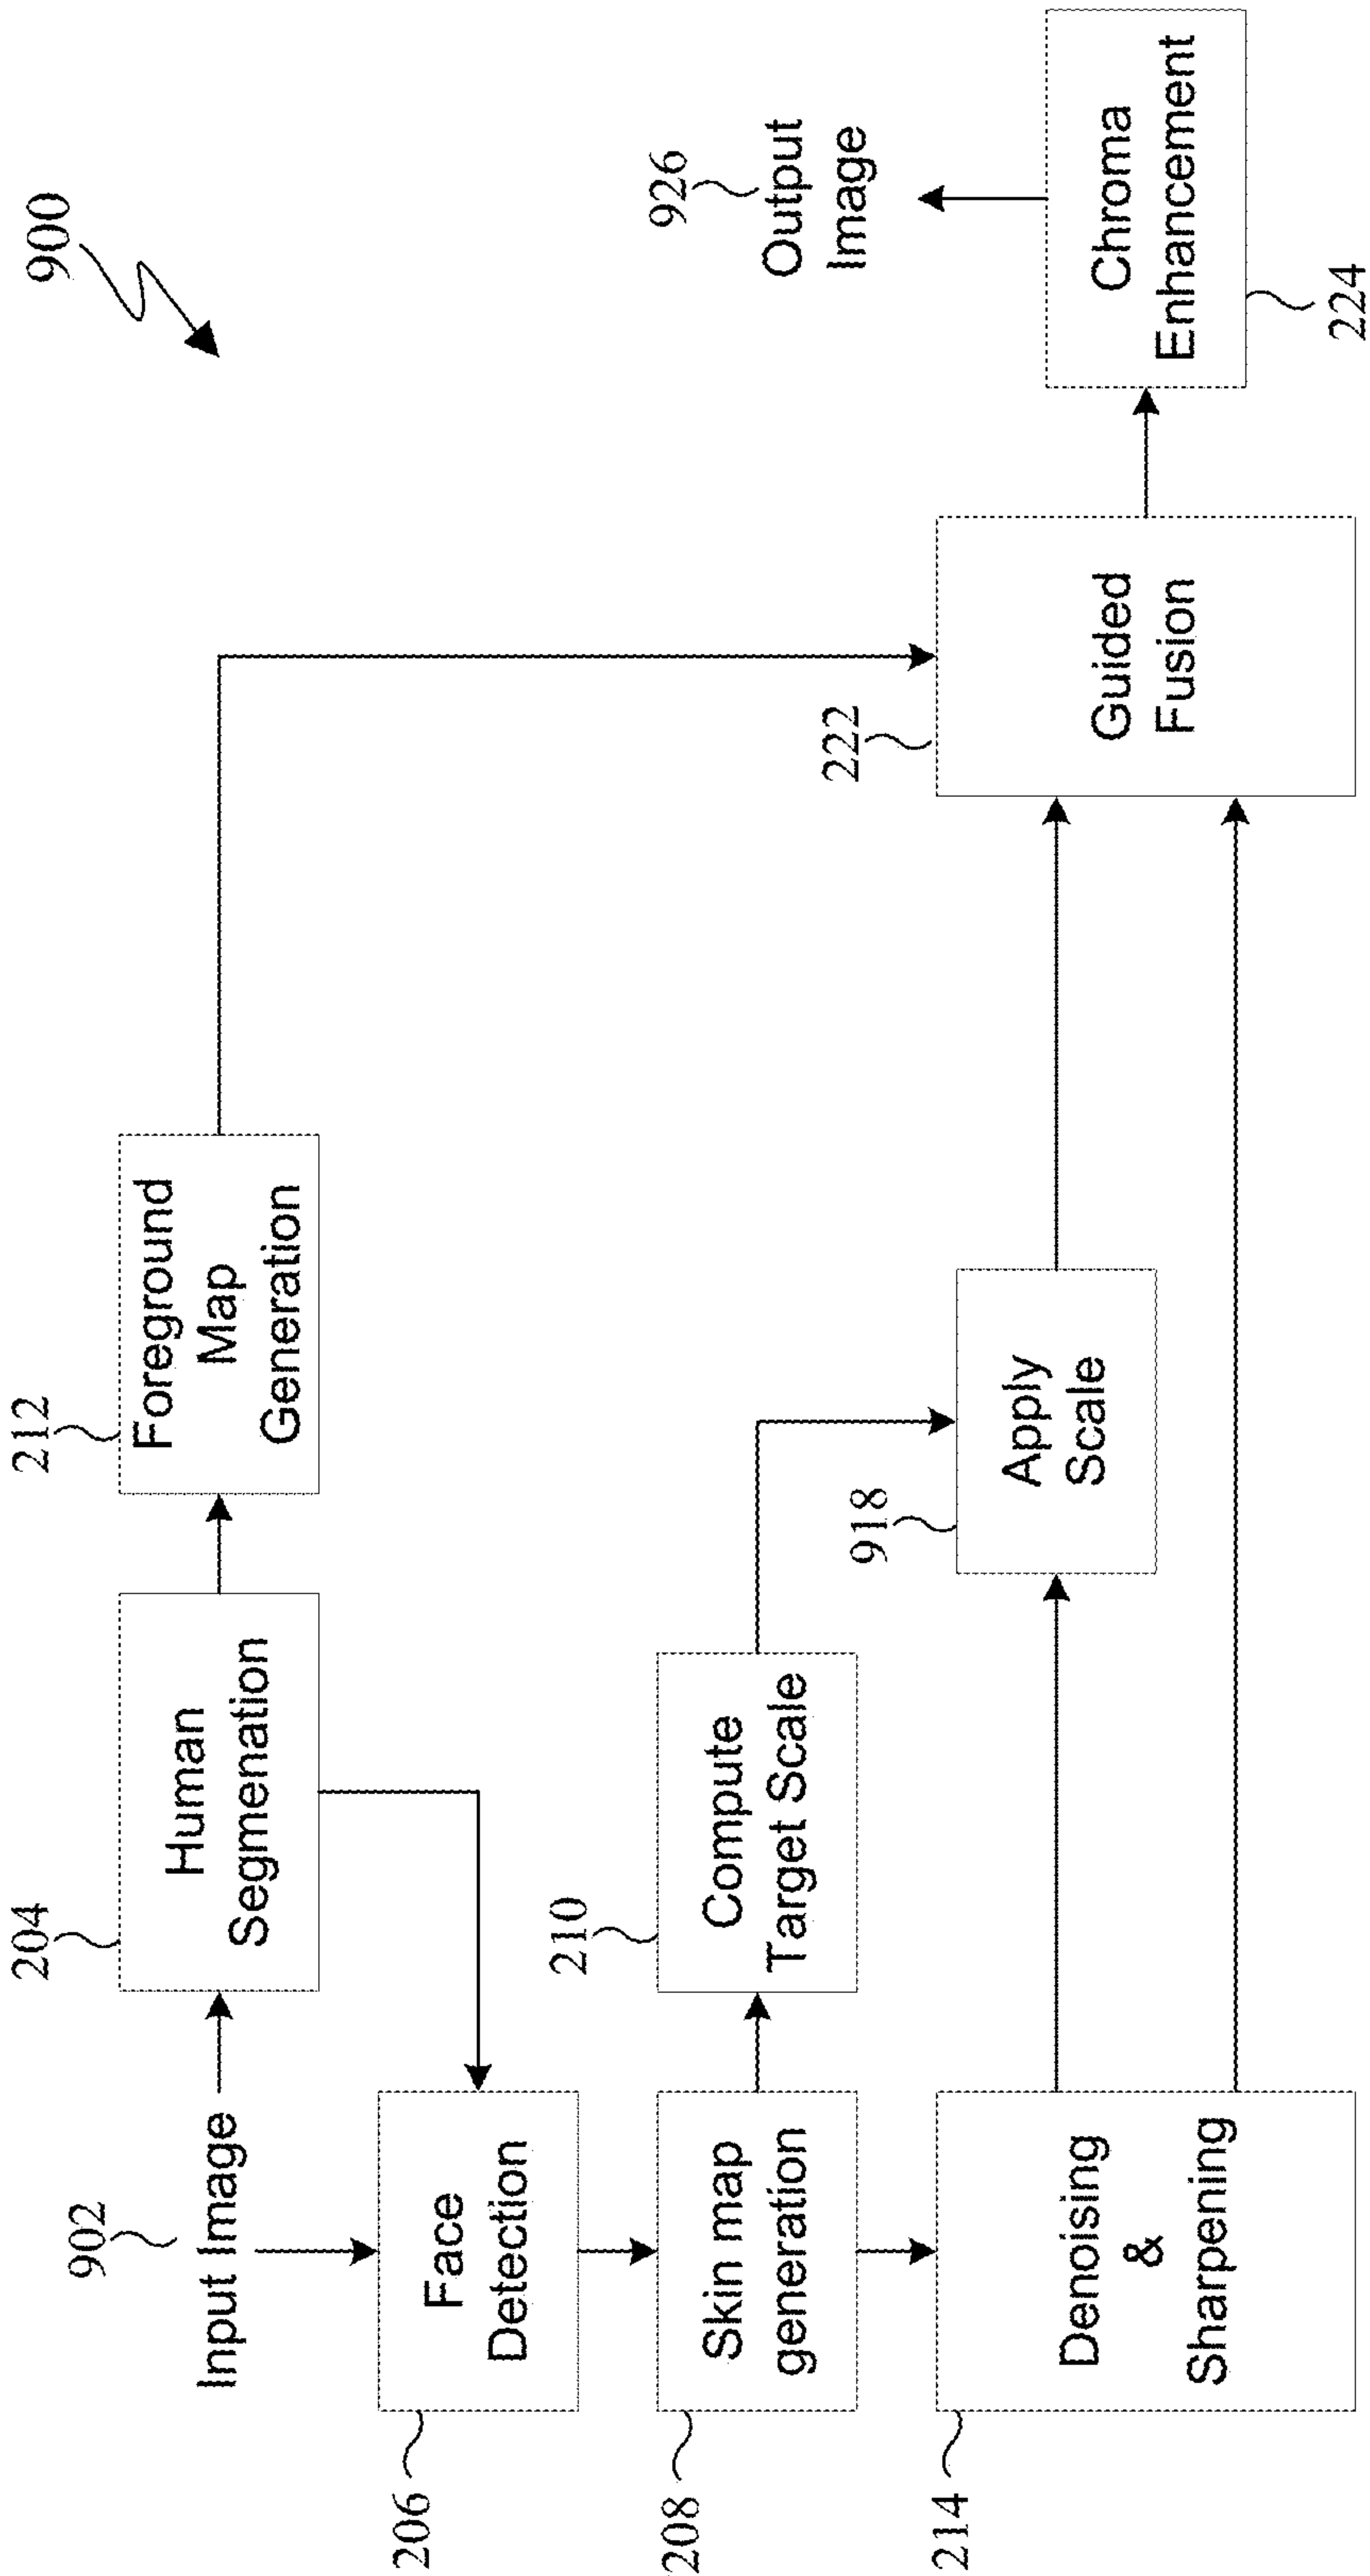 900
902
Input Image
204
Human
Segmenation
212
Foreground
Map
Generation
206
Face
Detection
208
Skin map
generation
210
Compute
Target Scale
214
Denoising
&
Sharpening
918
Apply
Scale
222
Guided
Fusion
926
Output
Image
Chroma
Enhancement
224